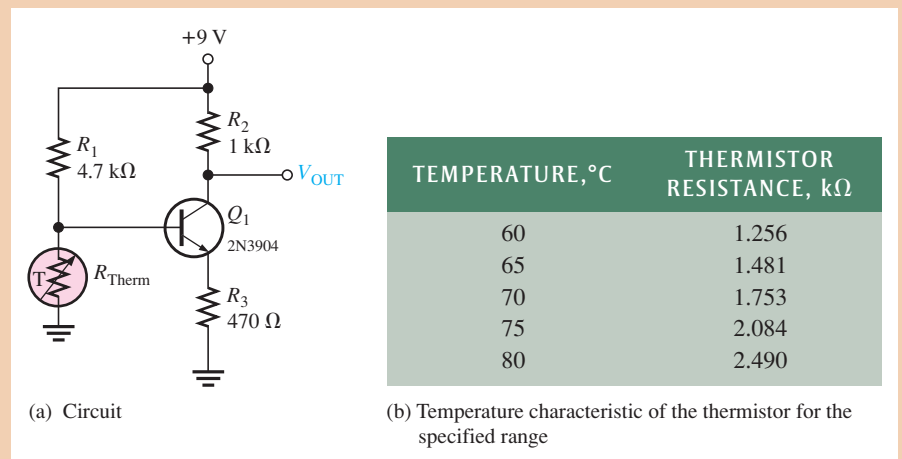 +9 V
R2
1 kΩ
R1
4.7 kΩ
VOUT
Q1
2N3904
T
RTherm
R3
470 Ω
(a) Circuit
TEMPERATURE,°C
THERMISTOR
RESISTANCE, kΩ
60 1.256
65 1.481
70 1.753
75 2.084
80 2.490
(b) Temperature characteristic of the thermistor for the
specified range